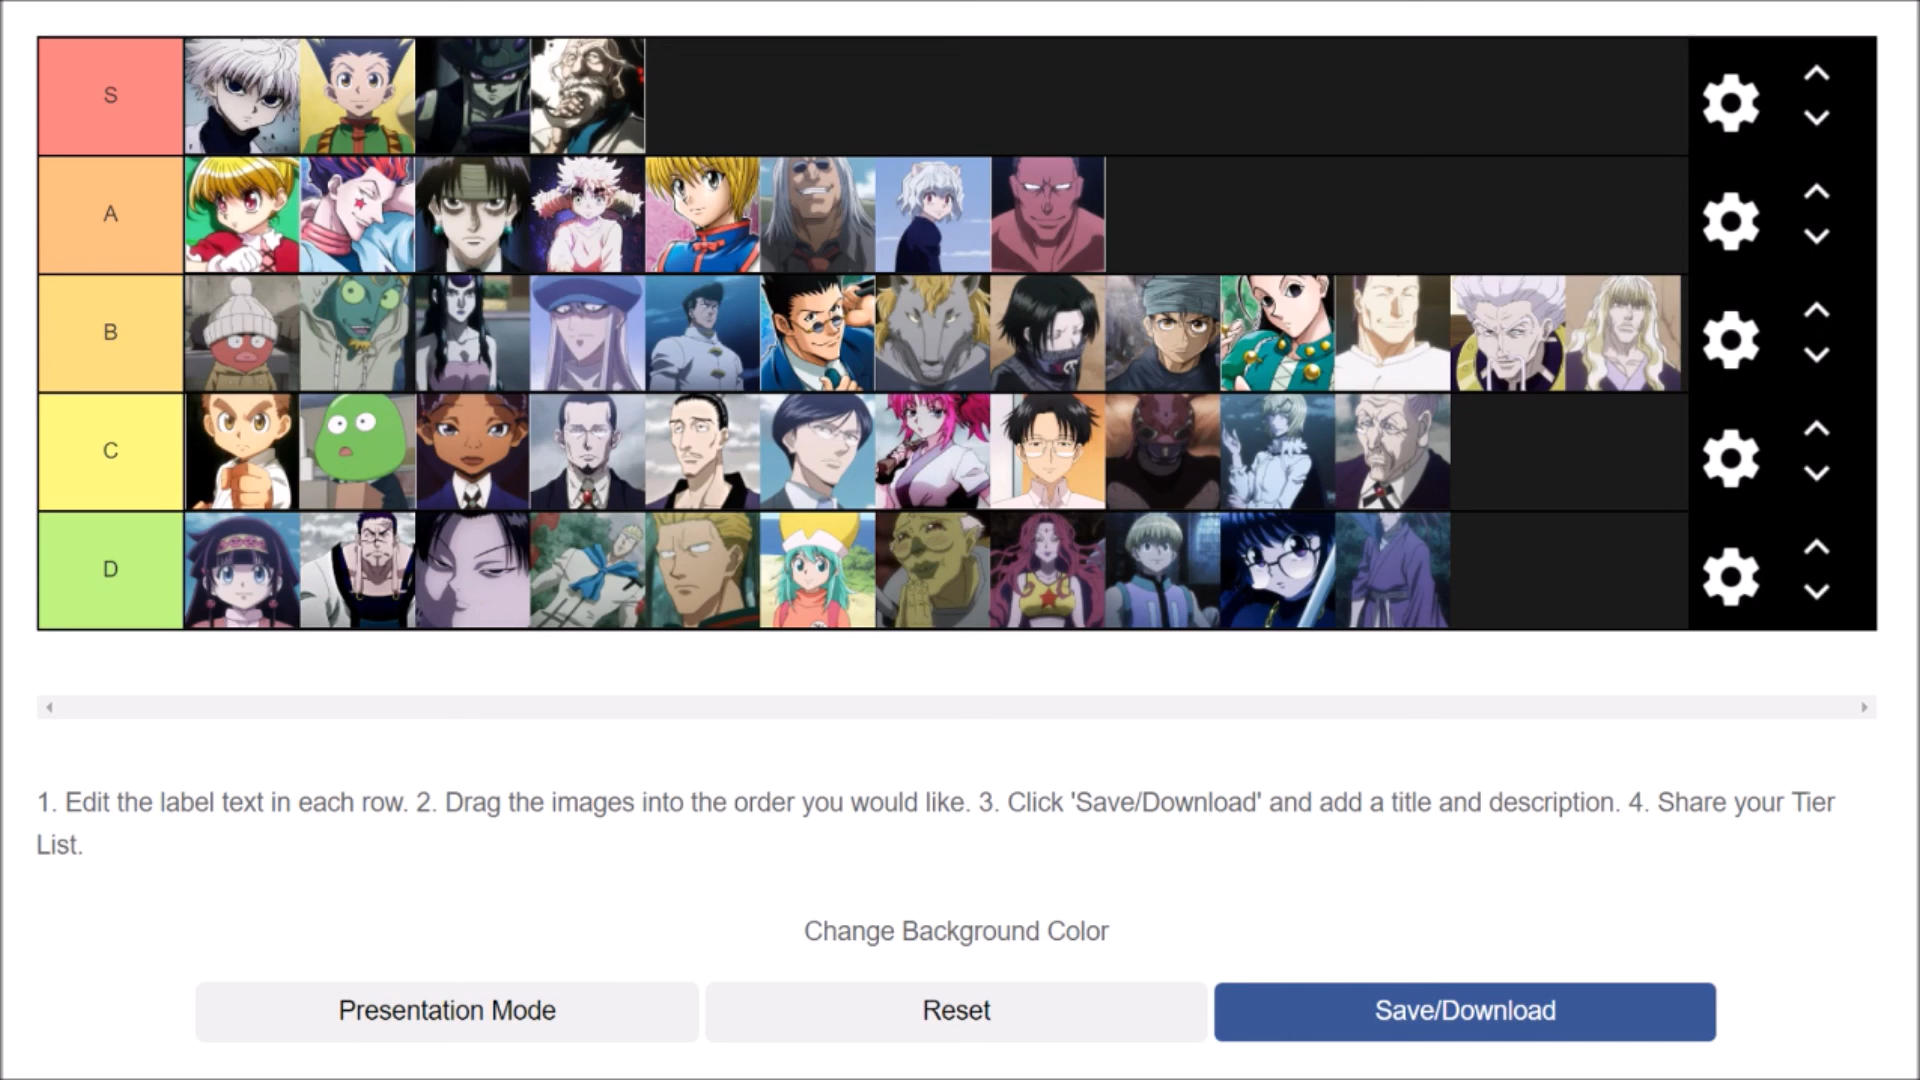 S
A
B
C
D
1. Edit the label text in each row. 2. Drag the images into the order you would like. 3. Click 'Save/Download' and add a title and description. 4. Share your Tier
List.
Change Background Color
Presentation Mode
Reset
Save/Download